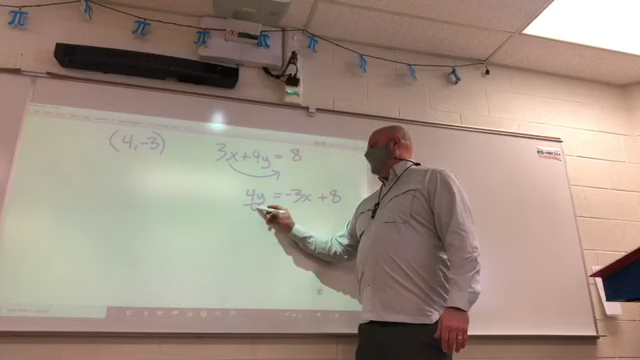 (4,-3)
3x+4y = 8
4y = -3x + 8
π π π π π π π π